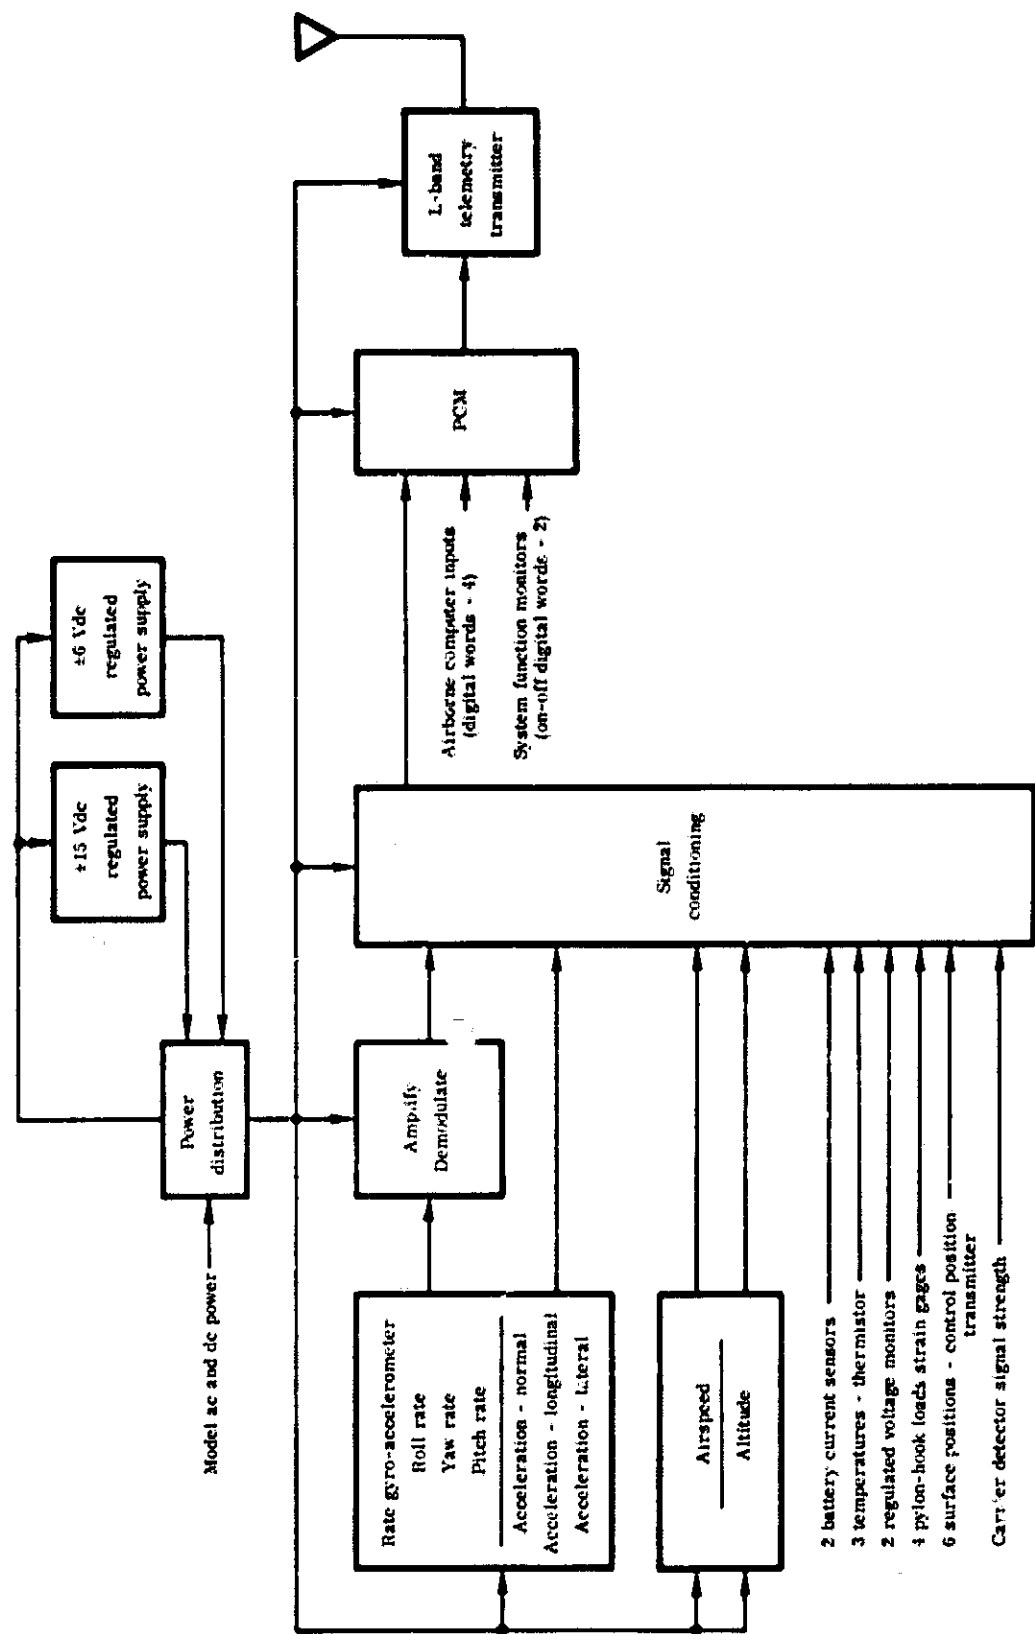 ±15 Vdc
regulated
power supply
±6 Vdc
regulated
power supply
Model ac and dc power
Power
distribution
Rate gyro-accelerometer
Roll rate
Yaw rate
Pitch rate
Acceleration - normal
Acceleration - longitudinal
Acceleration - lateral
Amplify
Demodulate
Airspeed
Altitude
2 battery current sensors
3 temperatures - thermistor
2 regulated voltage monitors
4 pylon-hook loads strain gages
6 surface positions - control position
transmitter
Carrier detector signal strength
Signal
conditioning
Airborne computer inputs
(digital words - 4)
System function monitors
(on-off digital words - 2)
PCM
L-band
telemetry
transmitter